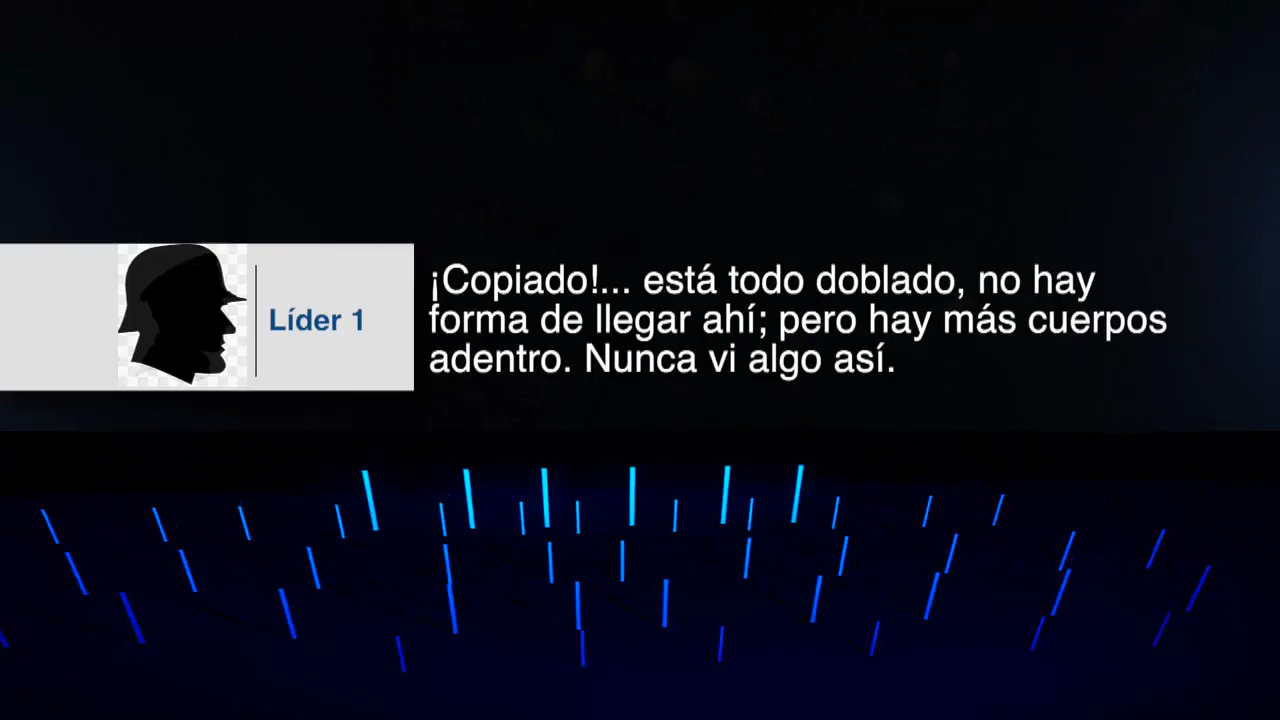 Líder 1
¡Copiado!... está todo doblado, no hay
forma de llegar ahí; pero hay más cuerpos
adentro. Nunca vi algo así.